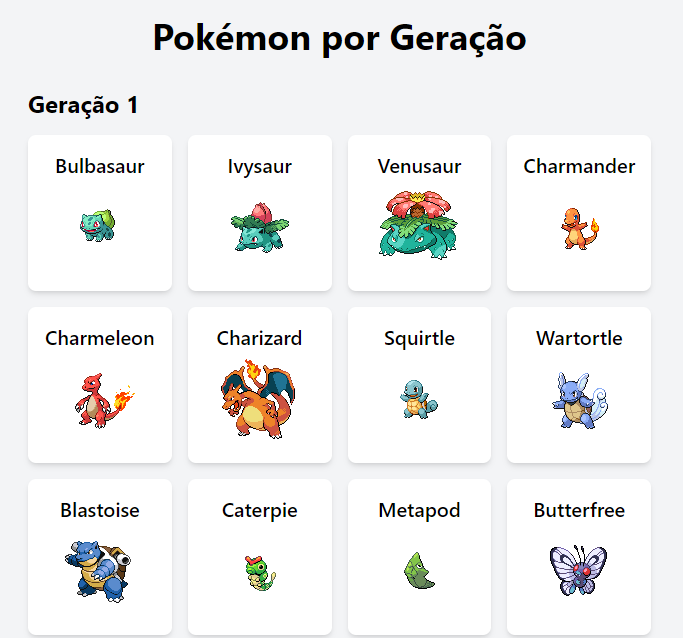 Pokémon por Geração
Geração 1
Bulbasaur
Ivysaur
Venusaur
Charmander
Charmeleon
Charizard
Squirtle
Wartortle
Blastoise
Caterpie
Metapod
Butterfree